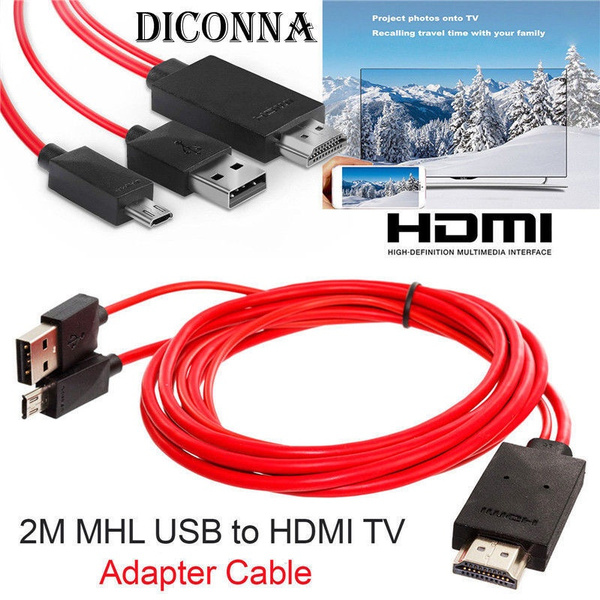 DICONNA
Project photos onto TV
Recalling travel time with your family
HDMI
HDMI
HIGH-DEFINITION MULTIMEDIA INTERFACE
2M MHL USB to HDMI TV
Adapter Cable